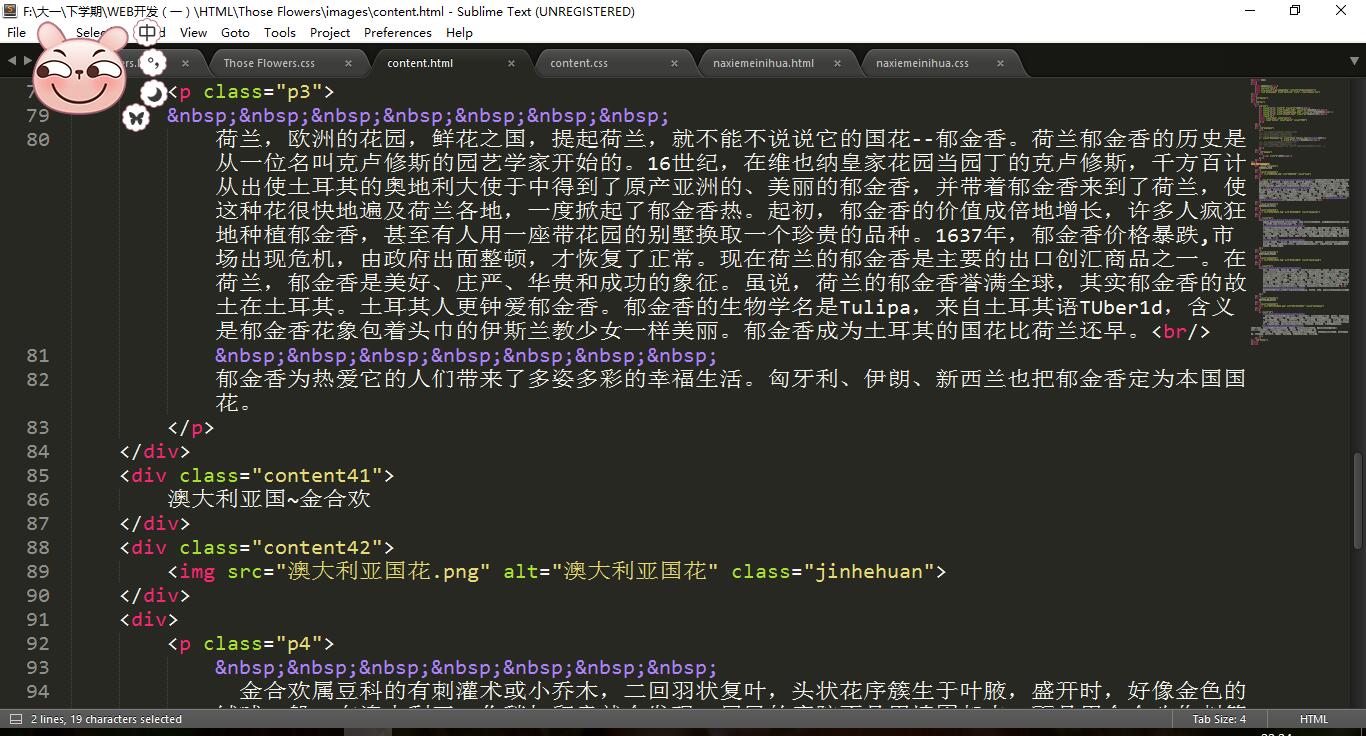 F:\大一\下学期\WEB开发（一）\HTML\Those Flowers\images\content.html - Sublime Text (UNREGISTERED)
File Selec View Goto Tools Project Preferences Help
中
Those Flowers.css × content.html × content.css × naxiemeinihua.html × naxiemeinihua.css ×
<p class="p3">
79 &nbsp;&nbsp;&nbsp;&nbsp;&nbsp;&nbsp;&nbsp;
80 荷兰，欧洲的花园，鲜花之国，提起荷兰，就不能不说说它的国花--郁金香。荷兰郁金香的历史是
从一位名叫克卢修斯的园艺学家开始的。16世纪，在维也纳皇家花园当园丁的克卢修斯，千方百计
从出使土耳其的奥地利大使于中得到了原产亚洲的、美丽的郁金香，并带着郁金香来到了荷兰，使
这种花很快地遍及荷兰各地，一度掀起了郁金香热。起初，郁金香的价值成倍地增长，许多人疯狂
地种植郁金香，甚至有人用一座带花园的别墅换取一个珍贵的品种。1637年，郁金香价格暴跌,市
场出现危机，由政府出面整顿，才恢复了正常。现在荷兰的郁金香是主要的出口创汇商品之一。在
荷兰，郁金香是美好、庄严、华贵和成功的象征。虽说，荷兰的郁金香誉满全球，其实郁金香的故
土在土耳其。土耳其人更钟爱郁金香。郁金香的生物学名是Tulipa，来自土耳其语TUber1d，含义
是郁金香花象包着头巾的伊斯兰教少女一样美丽。郁金香成为土耳其的国花比荷兰还早。<br/>
81 &nbsp;&nbsp;&nbsp;&nbsp;&nbsp;&nbsp;&nbsp;
82 郁金香为热爱它的人们带来了多姿多彩的幸福生活。匈牙利、伊朗、新西兰也把郁金香定为本国国
花。
83 </p>
84 </div>
85 <div class="content41">
86 澳大利亚国~金合欢
87 </div>
88 <div class="content42">
89 <img src="澳大利亚国花.png" alt="澳大利亚国花" class="jinhehuan">
90 </div>
91 <div>
92 <p class="p4">
93 &nbsp;&nbsp;&nbsp;&nbsp;&nbsp;&nbsp;&nbsp;
94 金合欢属豆科的有刺灌木或小乔木，二回羽状复叶，头状花序簇生于叶腋，盛开时，好像金色的
2 lines, 19 characters selected Tab Size: 4 HTML